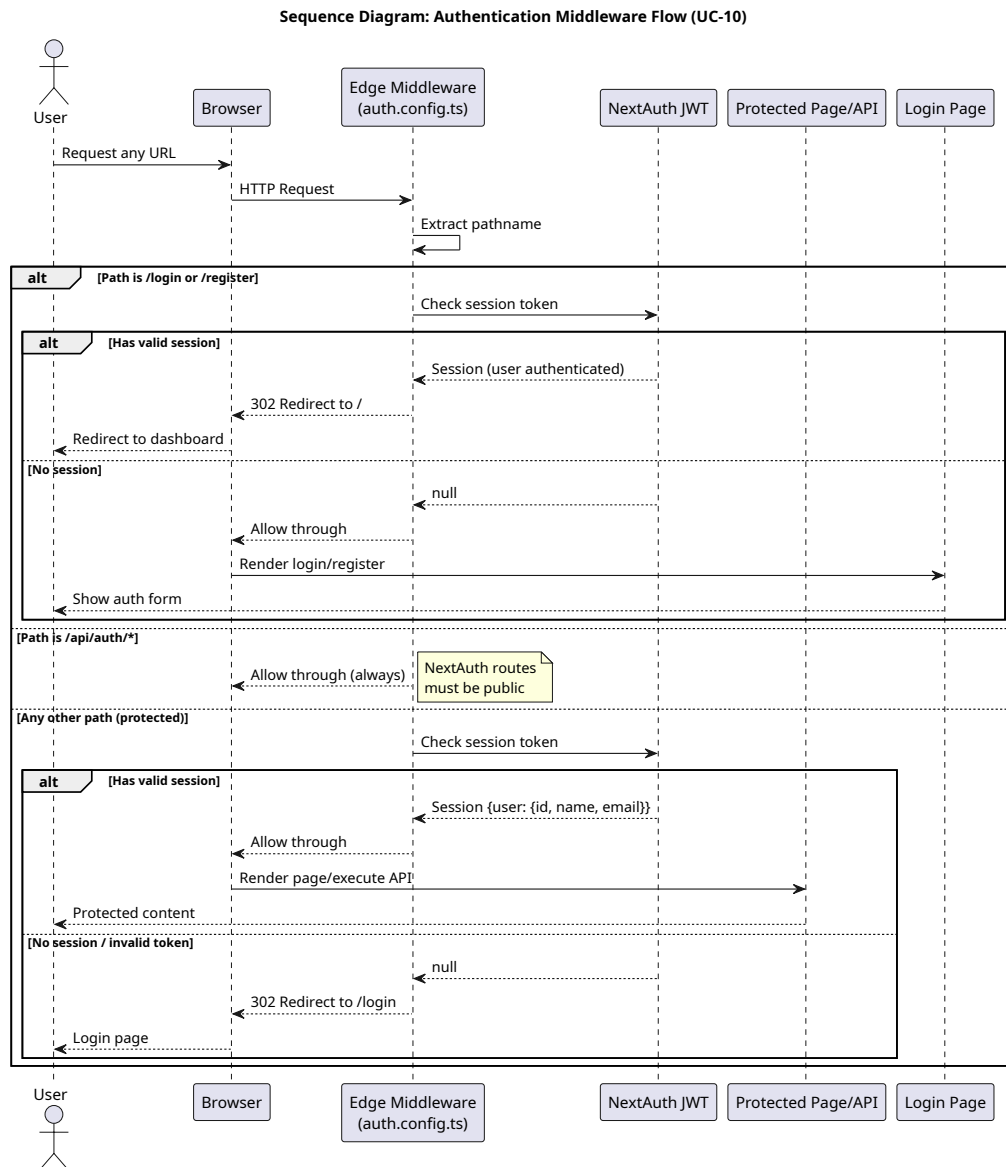 Sequence Diagram: Authentication Middleware Flow (UC-10)
User
Browser
Edge Middleware
(auth.config.ts)
NextAuth JWT
Protected Page/API
Login Page
Request any URL
HTTP Request
Extract pathname
alt [Path is /login or /register]
Check session token
alt [Has valid session]
Session (user authenticated)
302 Redirect to /
Redirect to dashboard
[No session]
null
Allow through
Render login/register
Show auth form
[Path is /api/auth/*]
Allow through (always)
NextAuth routes
must be public
[Any other path (protected)]
Check session token
alt [Has valid session]
Session {user: {id, name, email}}
Allow through
Render page/execute API
Protected content
[No session / invalid token]
null
302 Redirect to /login
Login page
User
Browser
Edge Middleware
(auth.config.ts)
NextAuth JWT
Protected Page/API
Login Page